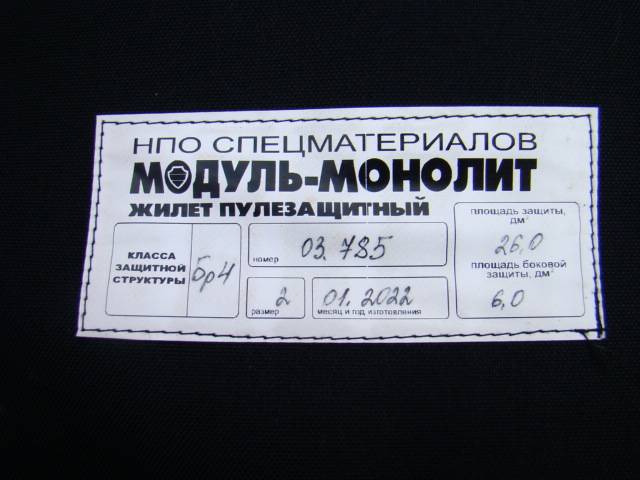 НПО СПЕЦМАТЕРИАЛОВ
МОДУЛЬ-МОНОЛИТ
ЖИЛЕТ ПУЛЕЗАЩИТНЫЙ
КЛАССА
ЗАЩИТНОЙ
СТРУКТУРЫ
Бр4
номер
03.785
размер
2
01.2022
месяц и год изготовления
площадь защиты,
дм²
26,0
площадь боковой
защиты, дм²
6,0